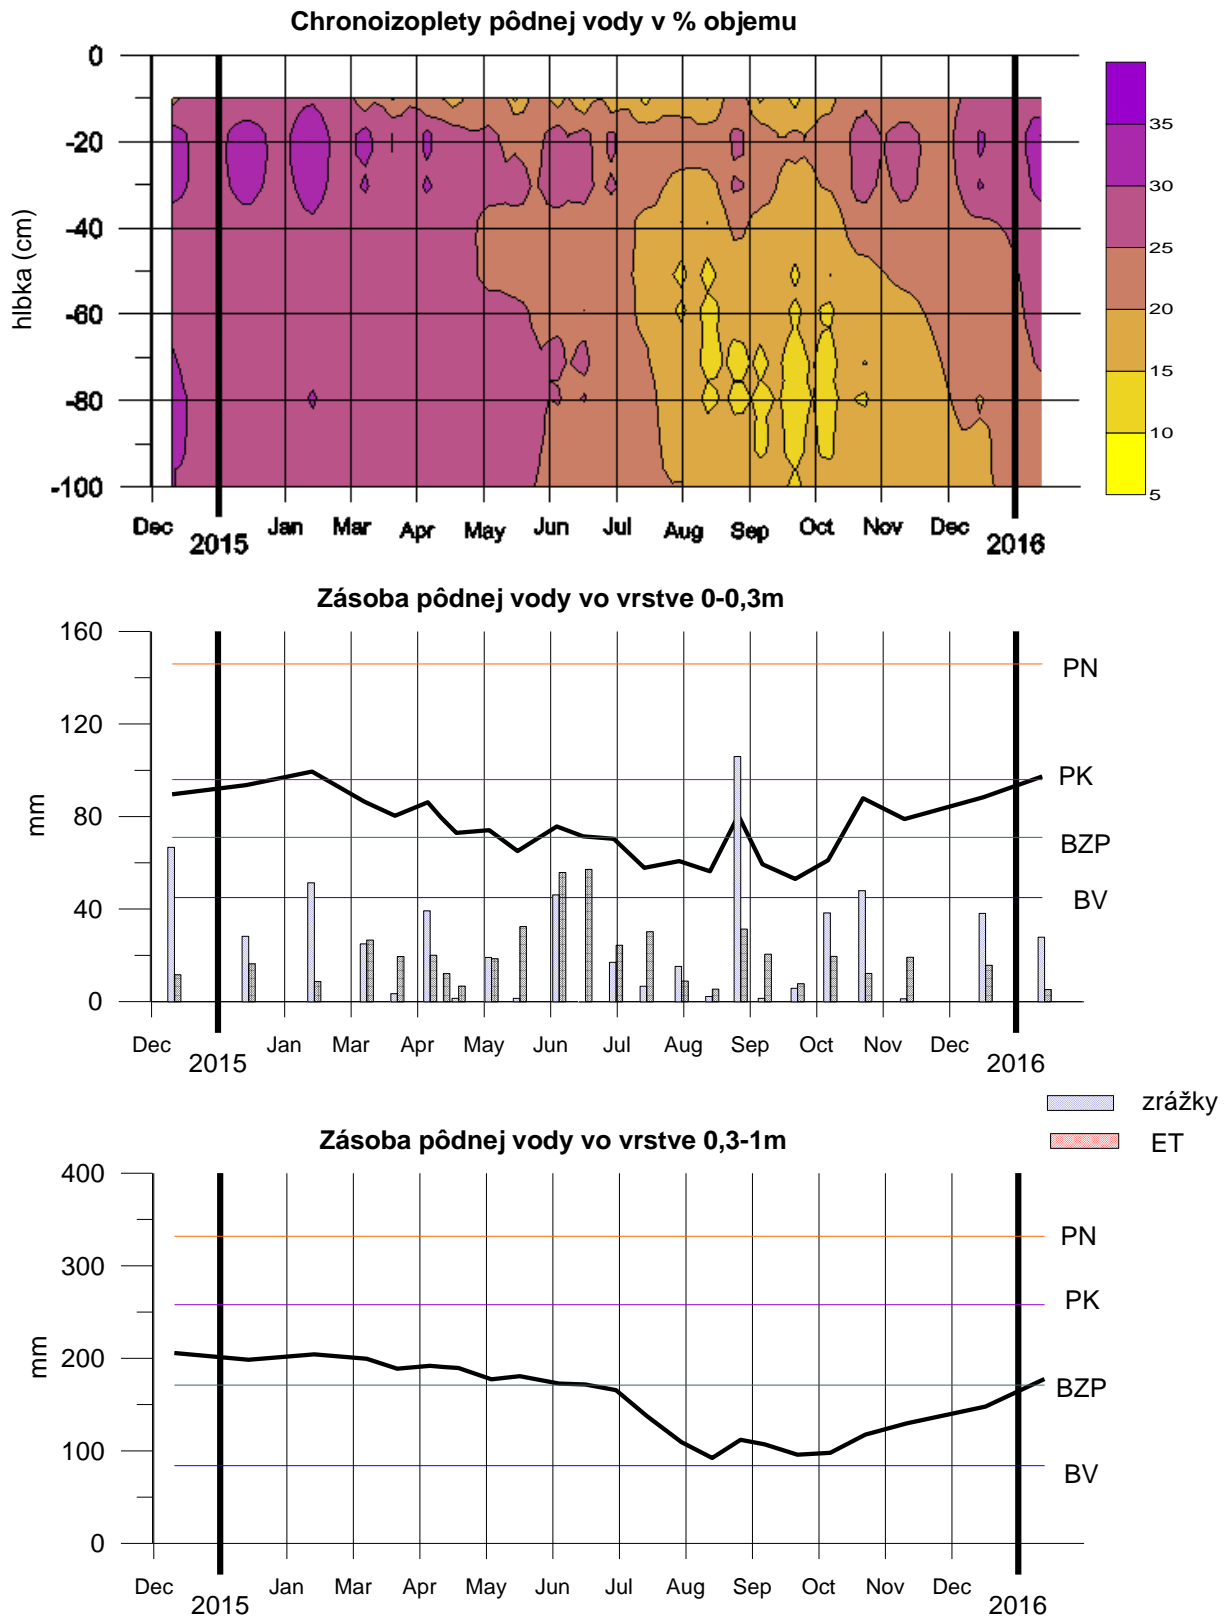 Chronoizoplety pôdnej vody v % objemu
0
-20
-40
-60
-80
-100
hlbka (cm)
35
30
25
20
15
10
5
Dec Jan Mar Apr May Jun Jul Aug Sep Oct Nov Dec
2015 2016
Zásoba pôdnej vody vo vrstve 0-0,3m
160
120
80
40
0
mm
PN
PK
BZP
BV
Dec Jan Mar Apr May Jun Jul Aug Sep Oct Nov Dec
2015 2016
zrážky
ET
Zásoba pôdnej vody vo vrstve 0,3-1m
400
300
200
100
0
mm
PN
PK
BZP
BV
Dec Jan Mar Apr May Jun Jul Aug Sep Oct Nov Dec
2015 2016